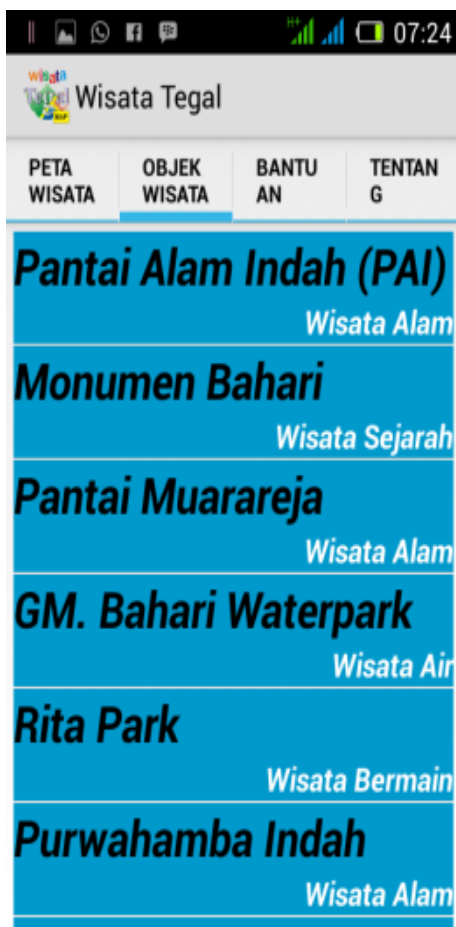 H+
07:24
wisata
Wisata Tegal
PETA
WISATA
OBJEK
WISATA
BANTU
AN
TENTAN
G
Pantai Alam Indah (PAI)
Wisata Alam
Monumen Bahari
Wisata Sejarah
Pantai Muarareja
Wisata Alam
GM. Bahari Waterpark
Wisata Air
Rita Park
Wisata Bermain
Purwahamba Indah
Wisata Alam